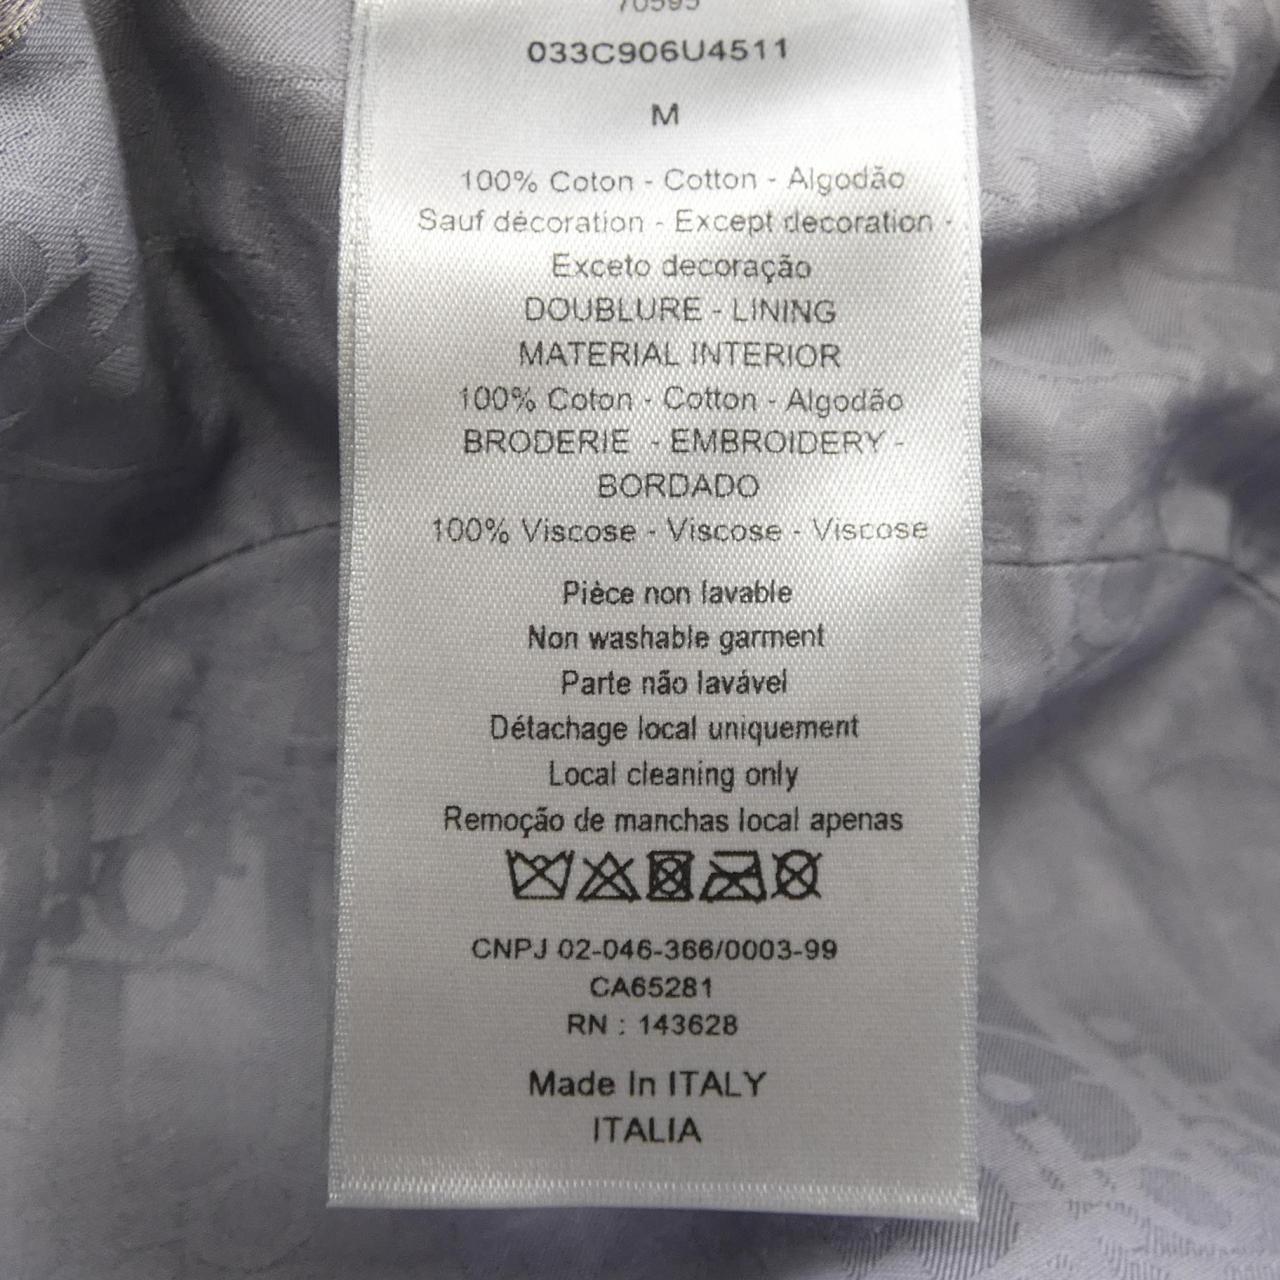 70595
033C906U4511
M
100% Coton - Cotton - Algodão
Sauf décoration - Except decoration -
Exceto decoração
DOUBLURE - LINING
MATERIAL INTERIOR
100% Coton - Cotton - Algodão
BRODERIE - EMBROIDERY -
BORDADO
100% Viscose - Viscose - Viscose
Pièce non lavable
Non washable garment
Parte não lavável
Détachage local uniquement
Local cleaning only
Remoção de manchas local apenas
CNPJ 02-046-366/0003-99
CA65281
RN : 143628
Made In ITALY
ITALIA